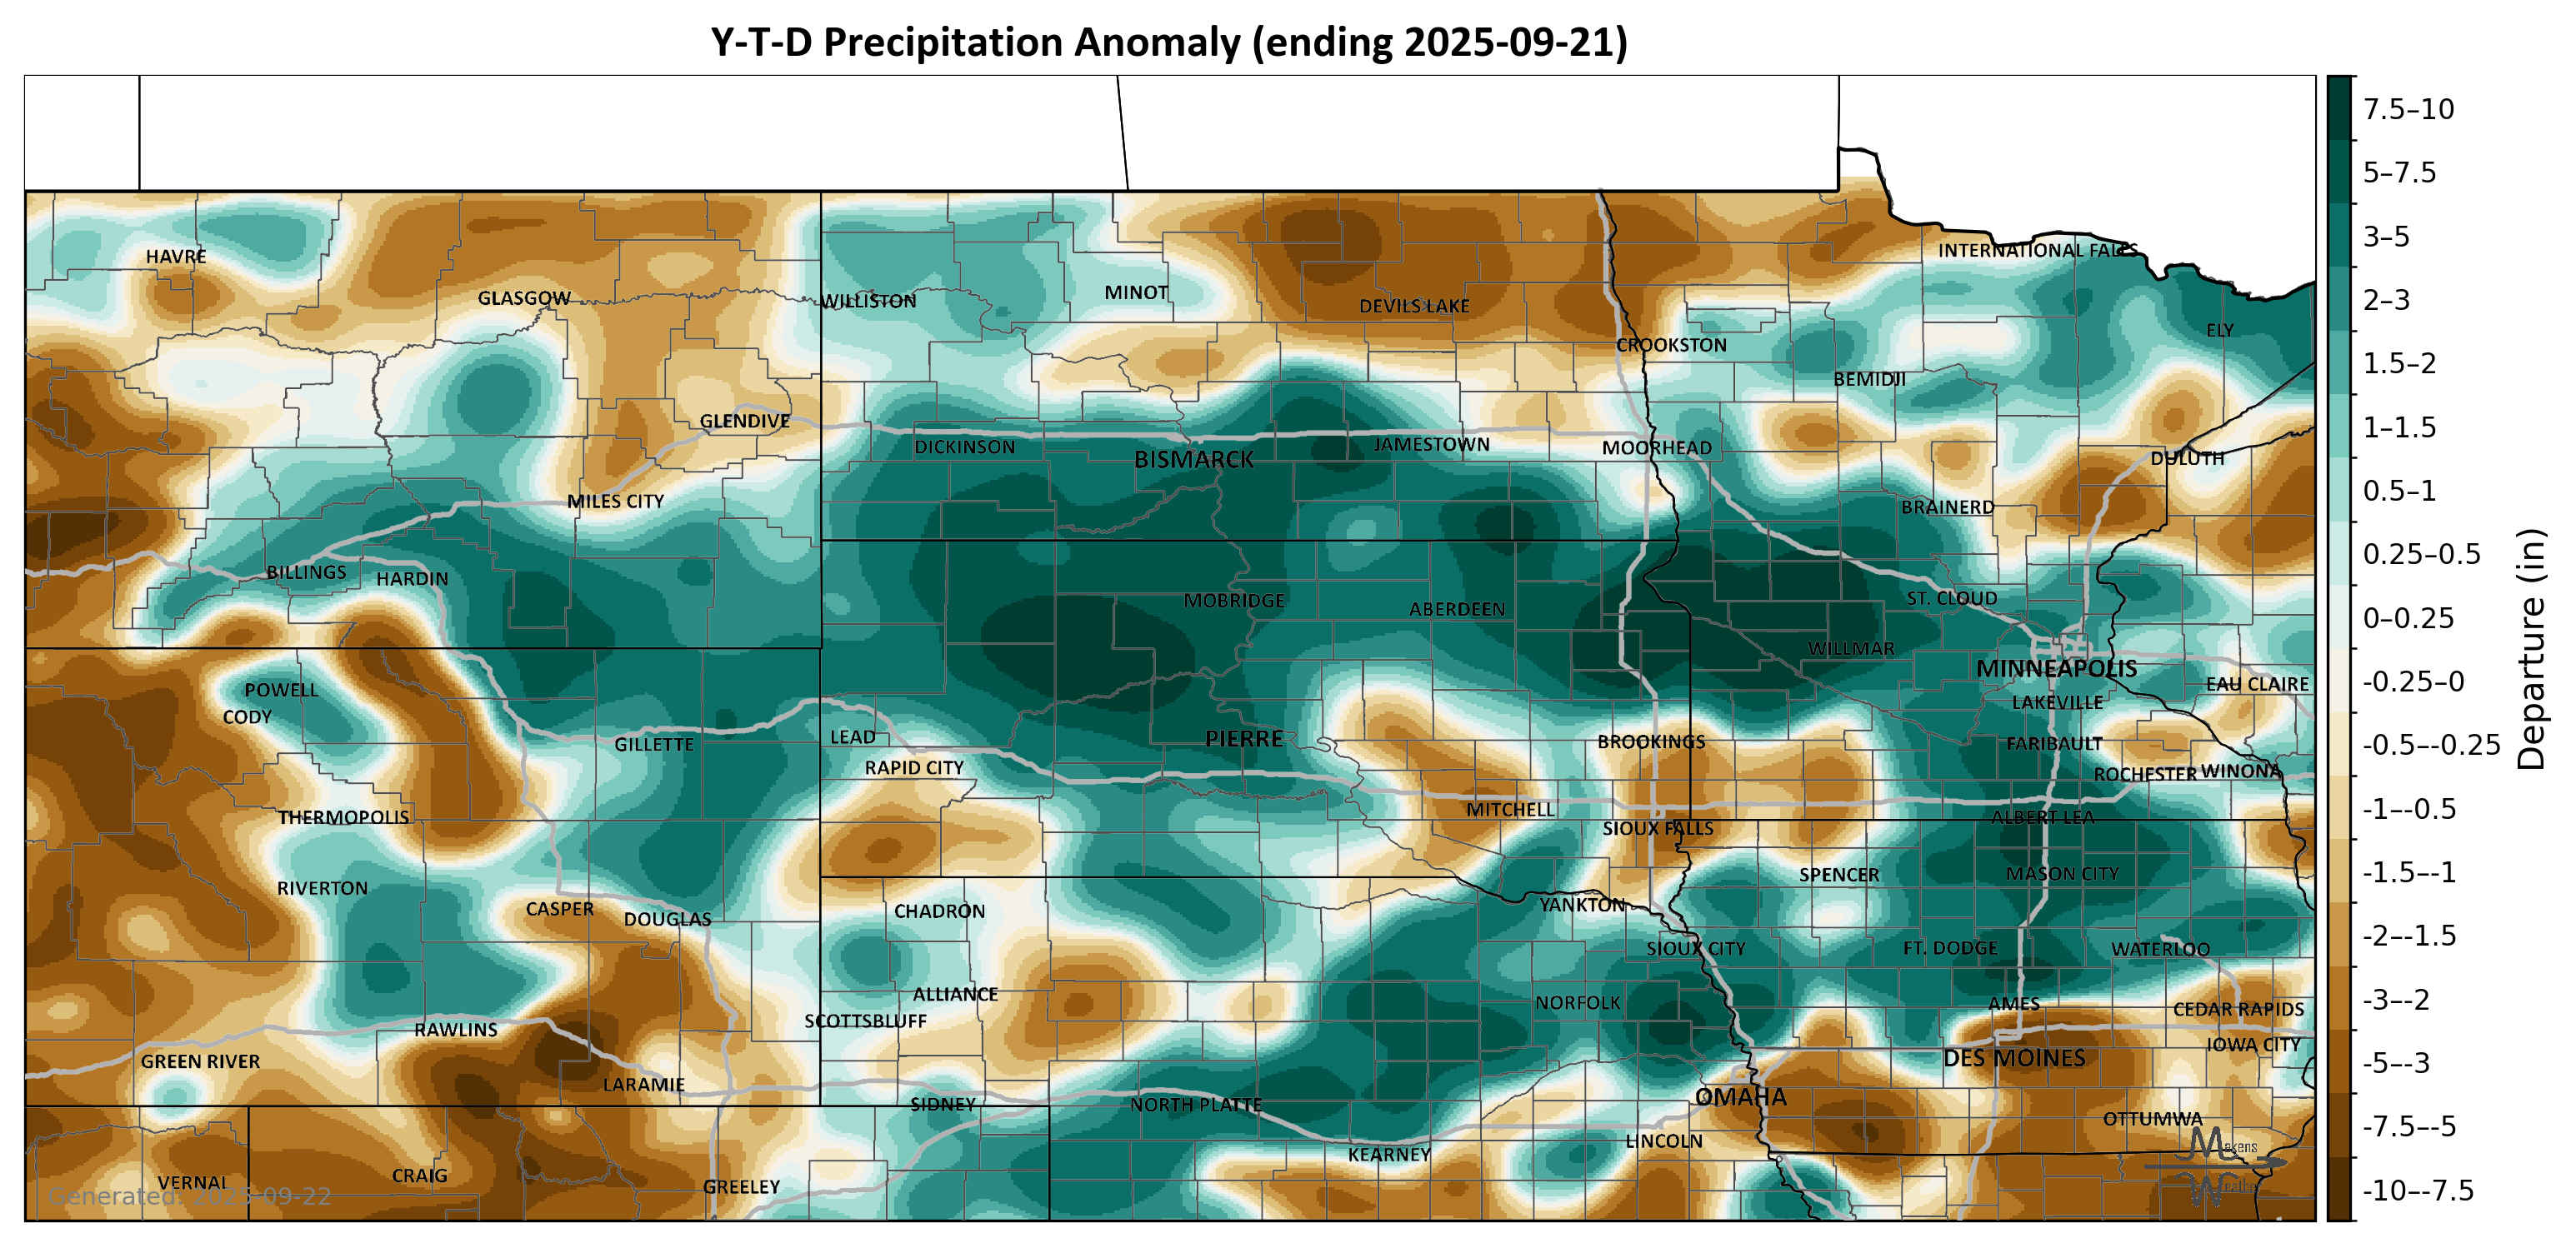 Y-T-D Precipitation Anomaly (ending 2025-09-21)
7.5–10
5–7.5
3–5
2–3
1.5–2
1–1.5
0.5–1
0.25–0.5
0–0.25
-0.25–0
-0.5–-0.25
-1–-0.5
-1.5–-1
-2–-1.5
-3–-2
-5–-3
-7.5–-5
-10–-7.5
Departure (in)
INTERNATIONAL FALLS
HAVRE
GLASGOW
WILLISTON
MINOT
DEVILS LAKE
ELY
CROOKSTON
BEMIDJI
GLENDIVE
DICKINSON
BISMARCK
JAMESTOWN
MOORHEAD
DULUTH
MILES CITY
BRAINERD
BILLINGS
HARDIN
MOBRIDGE
ABERDEEN
ST. CLOUD
WILLMAR
MINNEAPOLIS
POWELL
EAU CLAIRE
CODY
LAKEVILLE
GILLETTE
LEAD
PIERRE
BROOKINGS
FARIBAULT
RAPID CITY
ROCHESTER
WINONA
THERMOPOLIS
MITCHELL
ALBERT LEA
SIOUX FALLS
RIVERTON
SPENCER
MASON CITY
CASPER
DOUGLAS
CHADRON
YANKTON
SIOUX CITY
FT. DODGE
WATERLOO
ALLIANCE
NORFOLK
AMES
CEDAR RAPIDS
SCOTTSBLUFF
RAWLINS
IOWA CITY
GREEN RIVER
DES MOINES
LARAMIE
SIDNEY
NORTH PLATTE
OMAHA
OTTUMWA
LINCOLN
KEARNEY
VERNAL
CRAIG
GREELEY
Generated: 2025-09-22
Makens
Weather